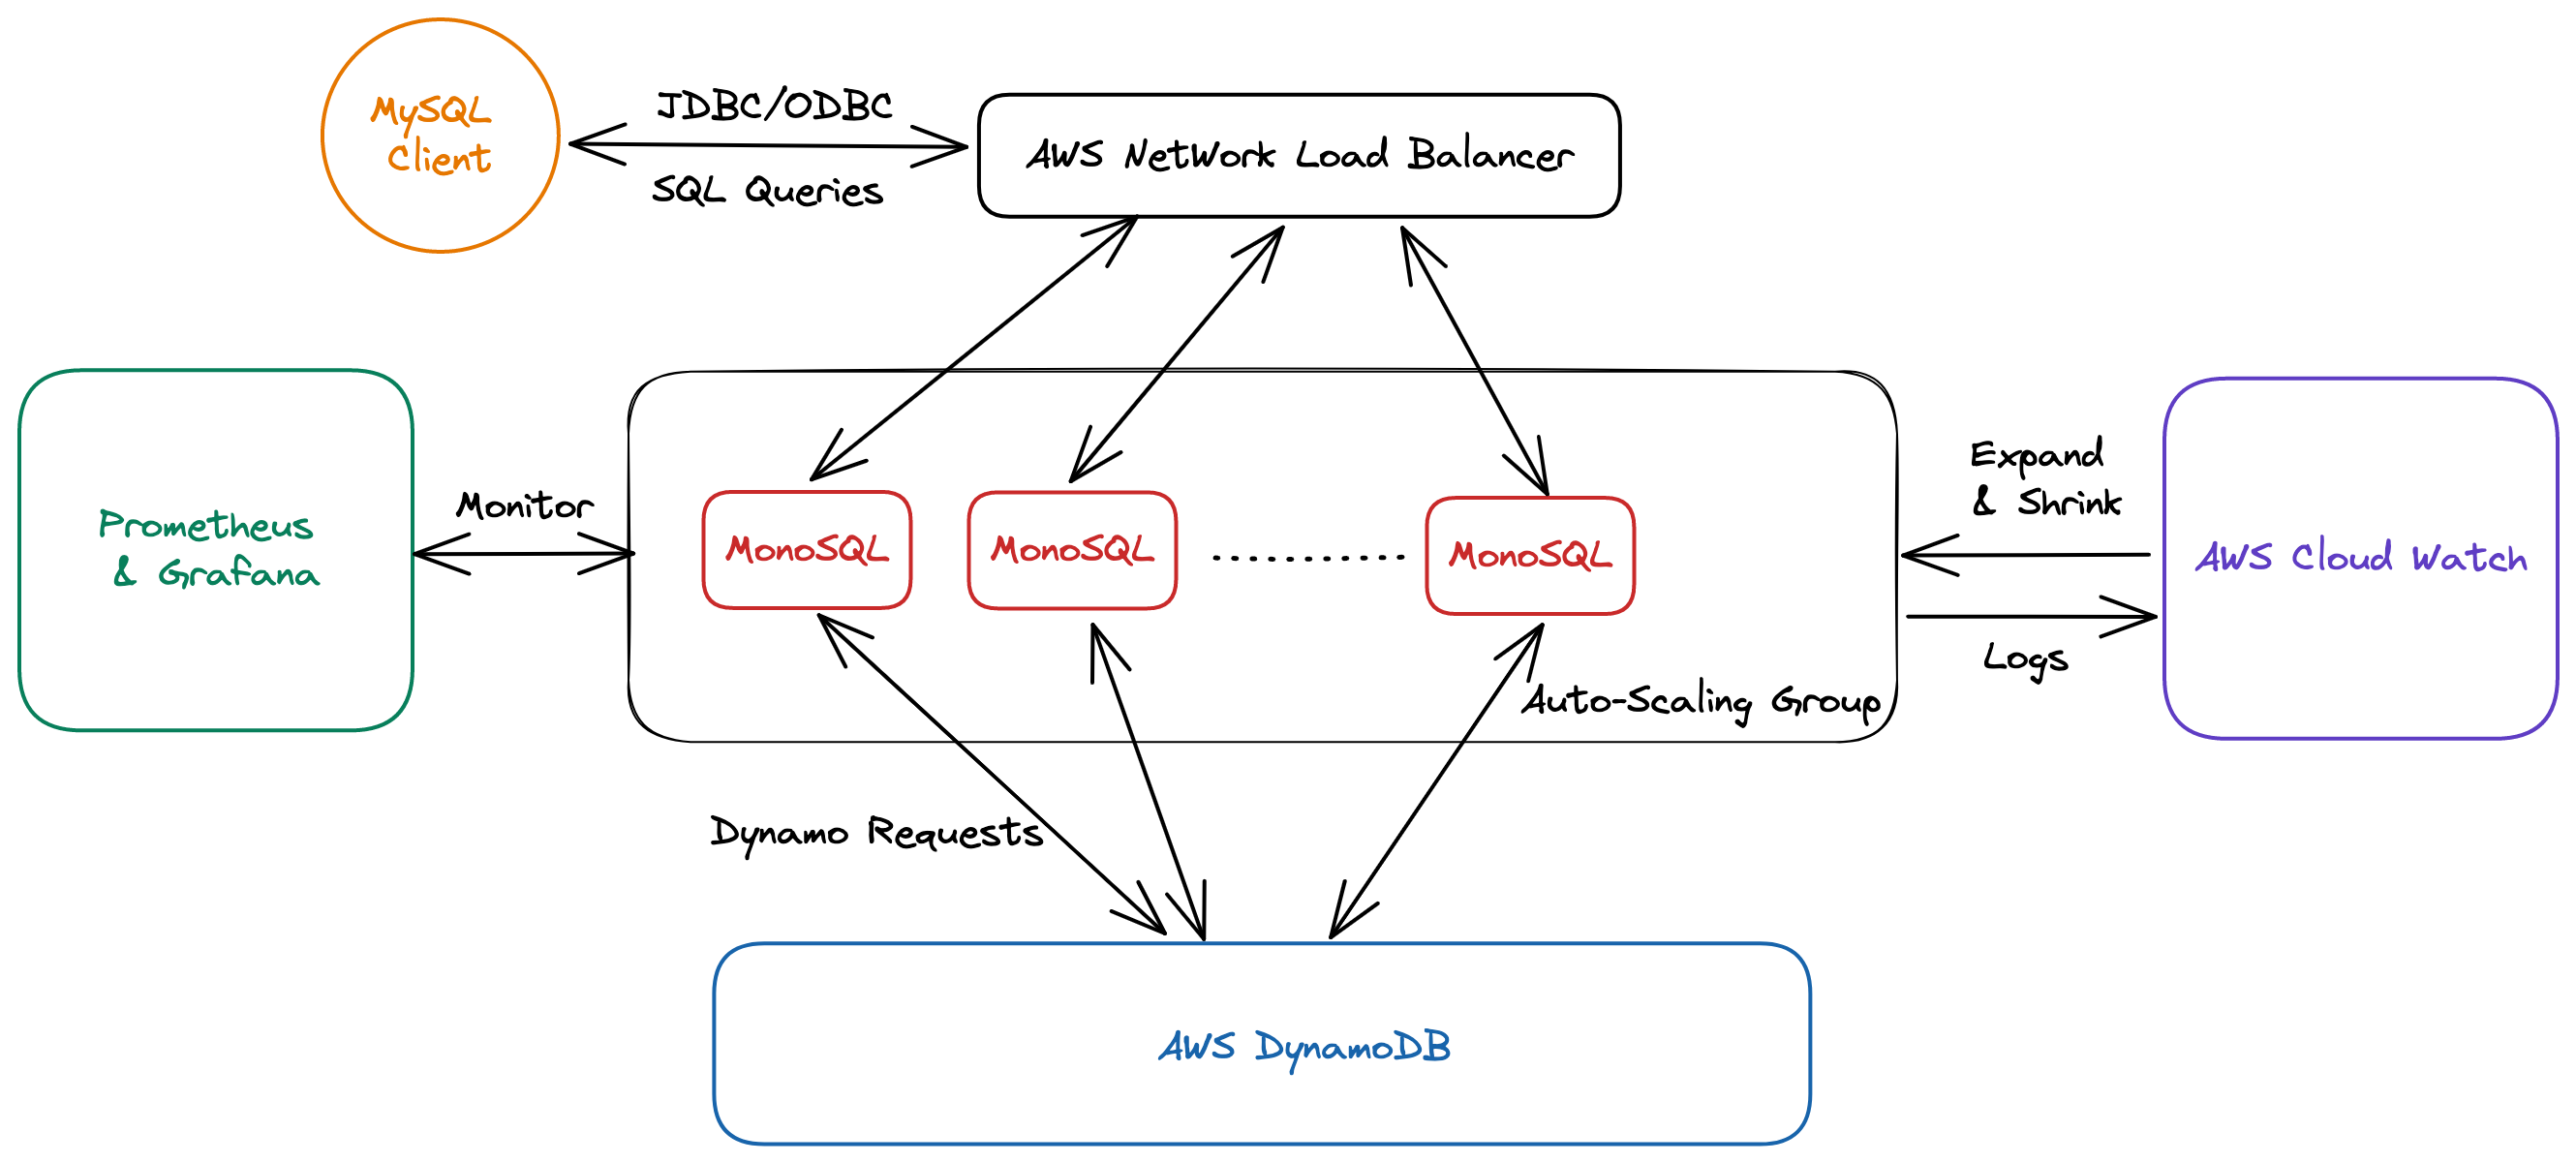 MySQL
Client
JDBC/ODBC
SQL Queries
AWS NetWork Load Balancer
Prometheus
& Grafana
Monitor
MonoSQL
MonoSQL
MonoSQL
Auto-Scaling Group
Expand
& Shrink
Logs
AWS Cloud Watch
Dynamo Requests
AWS DynamoDB